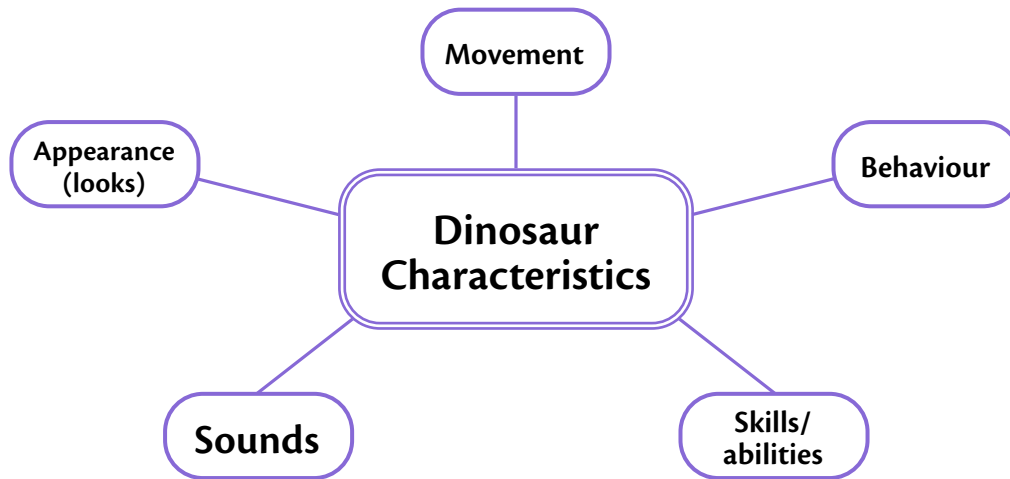 Movement
Appearance
(looks)
Behaviour
Dinosaur
Characteristics
Sounds
Skills/
abilities